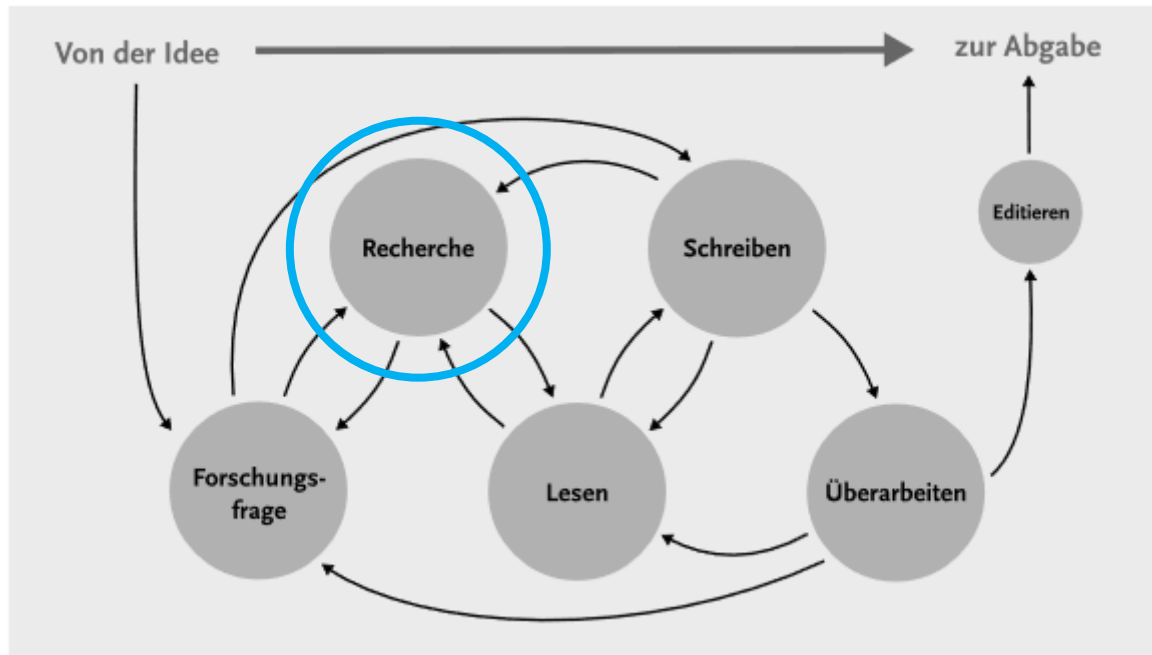 Von der Idee
zur Abgabe
Editieren
Recherche
Schreiben
Forschungs-
frage
Lesen
Überarbeiten